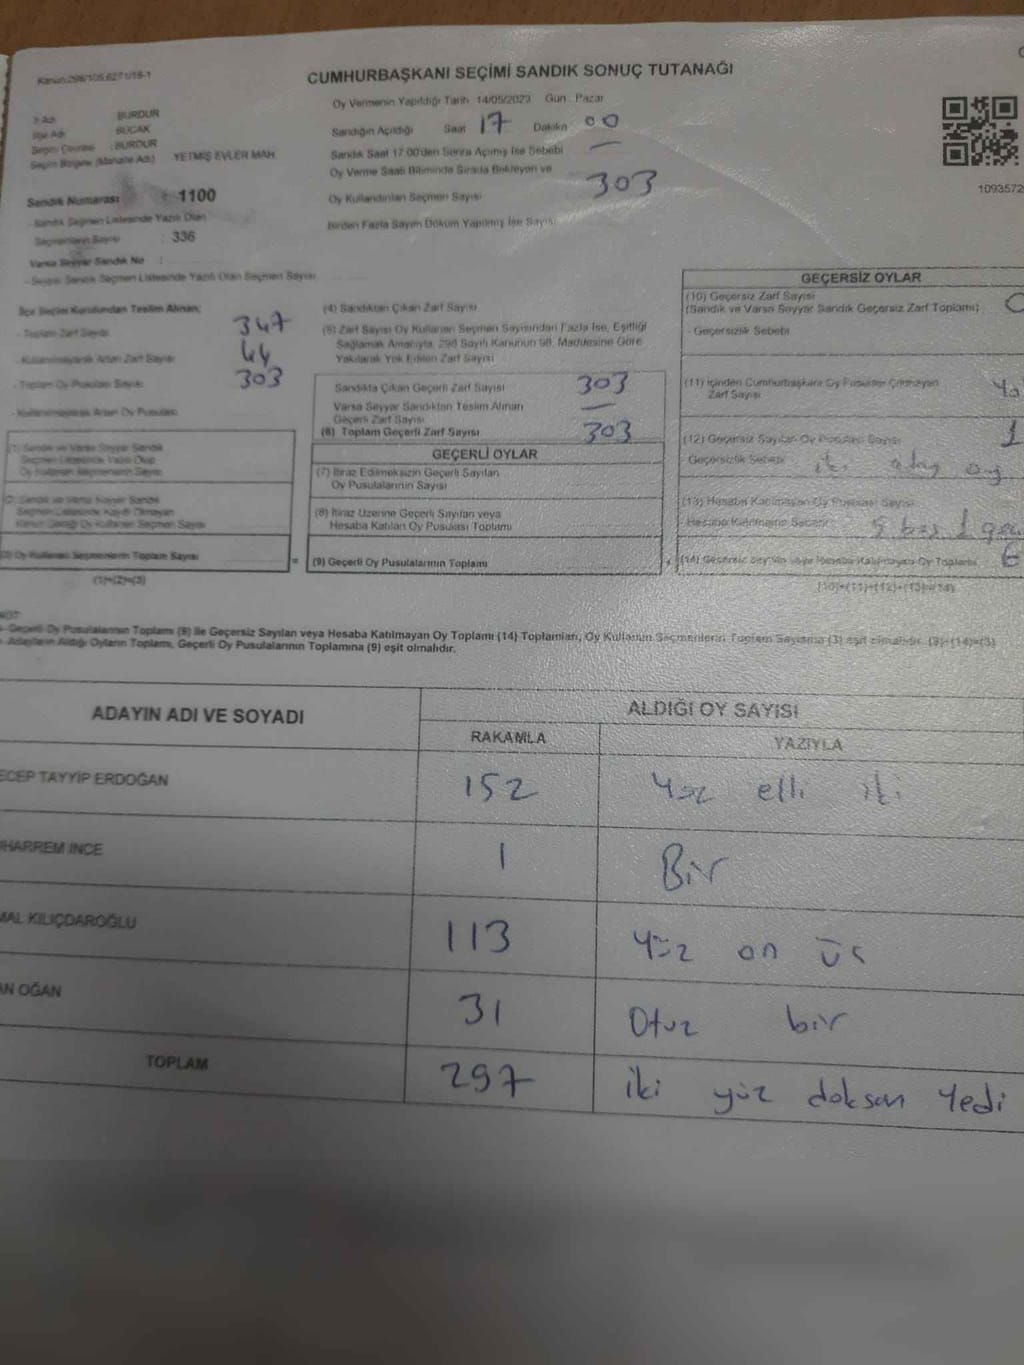 Kanun:298/105,6271/18-1
CUMHURBAŞKANI SEÇİMİ SANDIK SONUÇ TUTANAĞI
İl Adı BURDUR
İlçe Adı BUCAK
Seçim Çevresi : BURDUR
Seçim Bölgesi (Mahalle Adı) YETMİŞ EVLER MAH.
Sandık Numarası : 1100
Sandık Seçmen Listesinde Yazılı Olan
Seçmenlerin Sayısı : 336
Varsa Seyyar Sandık No :
- Seyyar Sandık Seçmen Listesinde Yazılı Olan Seçmen Sayısı
Oy Vermenin Yapıldığı Tarih 14/05/2023 Gün : Pazar
Sandığın Açıldığı Saat 17 Dakika 00
Sandık Saat 17.00'den Sonra Açılmış İse Sebebi —
Oy Verme Saati Bitiminde Sırada Bekleyen ve
Oy Kullandırılan Seçmen Sayısı 303
Birden Fazla Sayım Döküm Yapılmış İse Sayısı
1093572
İlçe Seçim Kurulundan Teslim Alınan;
- Toplam Zarf Sayısı 347
- Kullanılmayarak Artan Zarf Sayısı 44
- Toplam Oy Pusulası Sayısı 303
- Kullanılmayarak Artan Oy Pusulası
(1) Sandık ve Varsa Seyyar Sandık
Seçmen Listesinde Yazılı Olup
Oy Kullanan Seçmenlerin Sayısı
(2) Sandık ve Varsa Seyyar Sandık
Seçmen Listesinde Kayıtlı Olmayan
Kanun Gereği Oy Kullanan Seçmen Sayısı
(3) Oy Kullanan Seçmenlerin Toplam Sayısı
(1)+(2)=(3)
(4) Sandıktan Çıkan Zarf Sayısı
(5) Zarf Sayısı Oy Kullanan Seçmen Sayısından Fazla İse, Eşitliği
Sağlamak Amacıyla, 298 Sayılı Kanunun 98. Maddesine Göre
Yakılarak Yok Edilen Zarf Sayısı
Sandıkta Çıkan Geçerli Zarf Sayısı 303
Varsa Seyyar Sandıktan Teslim Alınan
Geçerli Zarf Sayısı —
(6) Toplam Geçerli Zarf Sayısı 303
GEÇERLİ OYLAR
(7) İtiraz Edilmeksizin Geçerli Sayılan
Oy Pusulalarının Sayısı
(8) İtiraz Üzerine Geçerli Sayılan veya
Hesaba Katılan Oy Pusulası Toplamı
= (9) Geçerli Oy Pusulalarının Toplamı
GEÇERSİZ OYLAR
(10) Geçersiz Zarf Sayısı
(Sandık ve Varsa Seyyar Sandık Geçersiz Zarf Toplamı)
- Geçersizlik Sebebi
(11) İçinden Cumhurbaşkanı Oy Pusulası Çıkmayan
Zarf Sayısı
(12) Geçersiz Sayılan Oy Pusulası Sayısı 1
- Geçersizlik Sebebi iki aday oy
(13) Hesaba Katılmayan Oy Pusulası Sayısı
- Hesaba Katılmama Sebebi 5 boş 1 geç
(14) Geçersiz Sayılan veya Hesaba Katılmayan Oy Toplamı
(10)+(11)+(12)+(13)=(14)
NOT:
- Geçerli Oy Pusulalarının Toplamı (9) ile Geçersiz Sayılan veya Hesaba Katılmayan Oy Toplamı (14) Toplamları, Oy Kullanan Seçmenlerin Toplam Sayısına (3) eşit olmalıdır. (9)+(14)=(3)
- Adayların Aldığı Oyların Toplamı, Geçerli Oy Pusulalarının Toplamına (9) eşit olmalıdır.
ADAYIN ADI VE SOYADI ALDIĞI OY SAYISI
RAKAMLA YAZIYLA
ECEP TAYYİP ERDOĞAN 152 Yüz elli iki
UHARREM İNCE 1 Bir
MAL KILIÇDAROĞLU 113 Yüz on üç
AN OĞAN 31 Otuz bir
TOPLAM 297 iki yüz doksan Yedi